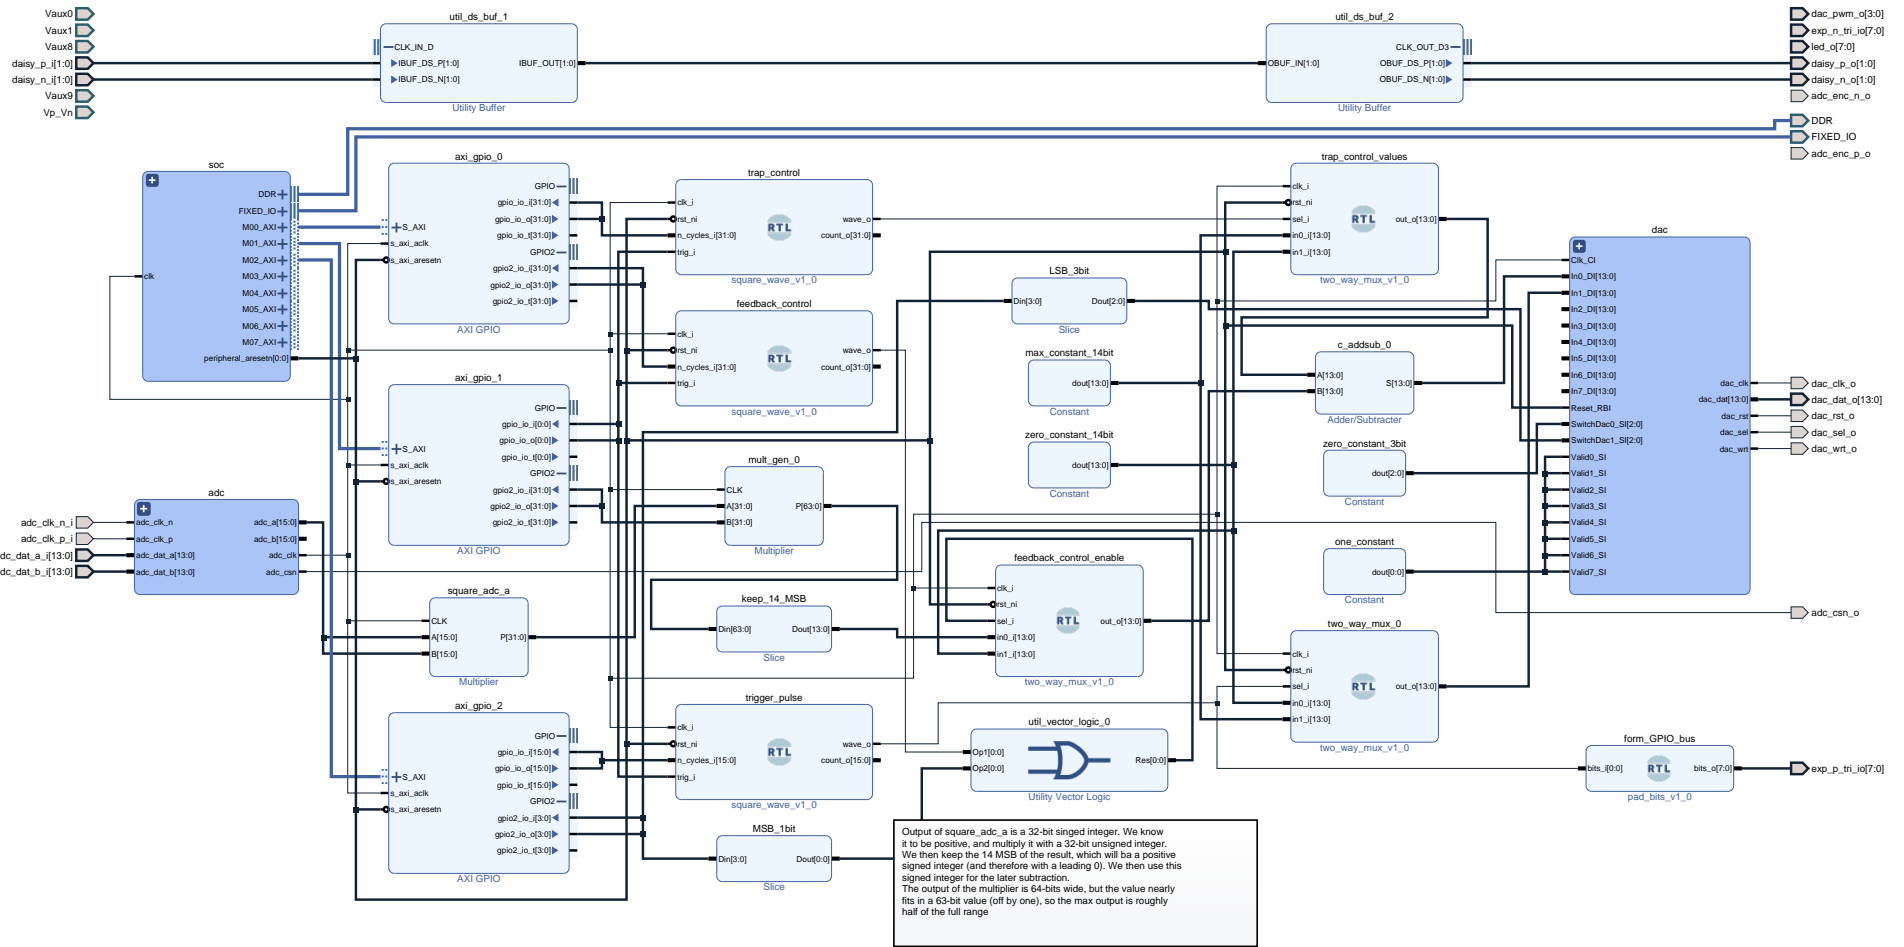 Vaux0
Vaux1
Vaux8
daisy_p_i[1:0]
daisy_n_i[1:0]
Vaux9
Vp_Vn
util_ds_buf_1
CLK_IN_D
IBUF_DS_P[1:0]
IBUF_DS_N[1:0]
IBUF_OUT[1:0]
Utility Buffer
util_ds_buf_2
OBUF_IN[1:0]
CLK_OUT_D3
OBUF_DS_P[1:0]
OBUF_DS_N[1:0]
Utility Buffer
dac_pwm_o[3:0]
exp_n_tri_io[7:0]
led_o[7:0]
daisy_p_o[1:0]
daisy_n_o[1:0]
adc_enc_n_o
DDR
FIXED_IO
adc_enc_p_o
soc
clk
DDR
FIXED_IO
M00_AXI
M01_AXI
M02_AXI
M03_AXI
M04_AXI
M05_AXI
M06_AXI
M07_AXI
peripheral_aresetn[0:0]
axi_gpio_0
S_AXI
s_axi_aclk
s_axi_aresetn
GPIO
gpio_io_i[31:0]
gpio_io_o[31:0]
gpio_io_t[31:0]
GPIO2
gpio2_io_i[31:0]
gpio2_io_o[31:0]
gpio2_io_t[31:0]
AXI GPIO
trap_control
clk_i
rst_ni
n_cycles_i[31:0]
trig_i
RTL
wave_o
count_o[31:0]
square_wave_v1_0
feedback_control
clk_i
rst_ni
n_cycles_i[31:0]
trig_i
RTL
wave_o
count_o[31:0]
square_wave_v1_0
axi_gpio_1
S_AXI
s_axi_aclk
s_axi_aresetn
GPIO
gpio_io_i[0:0]
gpio_io_o[0:0]
gpio_io_t[0:0]
GPIO2
gpio2_io_i[31:0]
gpio2_io_o[31:0]
gpio2_io_t[31:0]
AXI GPIO
mult_gen_0
CLK
A[31:0]
B[31:0]
P[63:0]
Multiplier
adc_clk_n_i
adc_clk_p_i
dc_dat_a_i[13:0]
dc_dat_b_i[13:0]
adc
adc_clk_n
adc_clk_p
adc_dat_a[13:0]
adc_dat_b[13:0]
adc_a[15:0]
adc_b[15:0]
adc_clk
adc_csn
square_adc_a
CLK
A[15:0]
B[15:0]
P[31:0]
Multiplier
keep_14_MSB
Din[63:0]
Dout[13:0]
Slice
axi_gpio_2
S_AXI
s_axi_aclk
s_axi_aresetn
GPIO
gpio_io_i[15:0]
gpio_io_o[15:0]
gpio_io_t[15:0]
GPIO2
gpio2_io_i[3:0]
gpio2_io_o[3:0]
gpio2_io_t[3:0]
AXI GPIO
trigger_pulse
clk_i
rst_ni
n_cycles_i[15:0]
trig_i
RTL
wave_o
count_o[15:0]
square_wave_v1_0
MSB_1bit
Din[3:0]
Dout[0:0]
Slice
LSB_3bit
Din[3:0]
Dout[2:0]
Slice
max_constant_14bit
dout[13:0]
Constant
zero_constant_14bit
dout[13:0]
Constant
feedback_control_enable
clk_i
rst_ni
sel_i
in0_i[13:0]
in1_i[13:0]
RTL
out_o[13:0]
two_way_mux_v1_0
util_vector_logic_0
Op1[0:0]
Op2[0:0]
Res[0:0]
Utility Vector Logic
trap_control_values
clk_i
rst_ni
sel_i
in0_i[13:0]
in1_i[13:0]
RTL
out_o[13:0]
two_way_mux_v1_0
c_addsub_0
A[13:0]
B[13:0]
S[13:0]
Adder/Subtracter
zero_constant_3bit
dout[2:0]
Constant
one_constant
dout[0:0]
Constant
two_way_mux_0
clk_i
rst_ni
sel_i
in0_i[13:0]
in1_i[13:0]
RTL
out_o[13:0]
two_way_mux_v1_0
dac
Clk_CI
In0_DI[13:0]
In1_DI[13:0]
In2_DI[13:0]
In3_DI[13:0]
In4_DI[13:0]
In5_DI[13:0]
In6_DI[13:0]
In7_DI[13:0]
Reset_RBI
SwitchDac0_SI[2:0]
SwitchDac1_SI[2:0]
Valid0_SI
Valid1_SI
Valid2_SI
Valid3_SI
Valid4_SI
Valid5_SI
Valid6_SI
Valid7_SI
dac_clk
dac_dat[13:0]
dac_rst
dac_sel
dac_wrt
dac_clk_o
dac_dat_o[13:0]
dac_rst_o
dac_sel_o
dac_wrt_o
adc_csn_o
form_GPIO_bus
bits_i[0:0]
RTL
bits_o[7:0]
pad_bits_v1_0
exp_p_tri_io[7:0]
Output of square_adc_a is a 32-bit singed integer. We know
it to be positive, and multiply it with a 32-bit unsigned integer.
We then keep the 14 MSB of the result, which will ba a positive
signed integer (and therefore with a leading 0). We then use this
signed integer for the later subtraction.
The output of the multiplier is 64-bits wide, but the value nearly
fits in a 63-bit value (off by one), so the max output is roughly
half of the full range